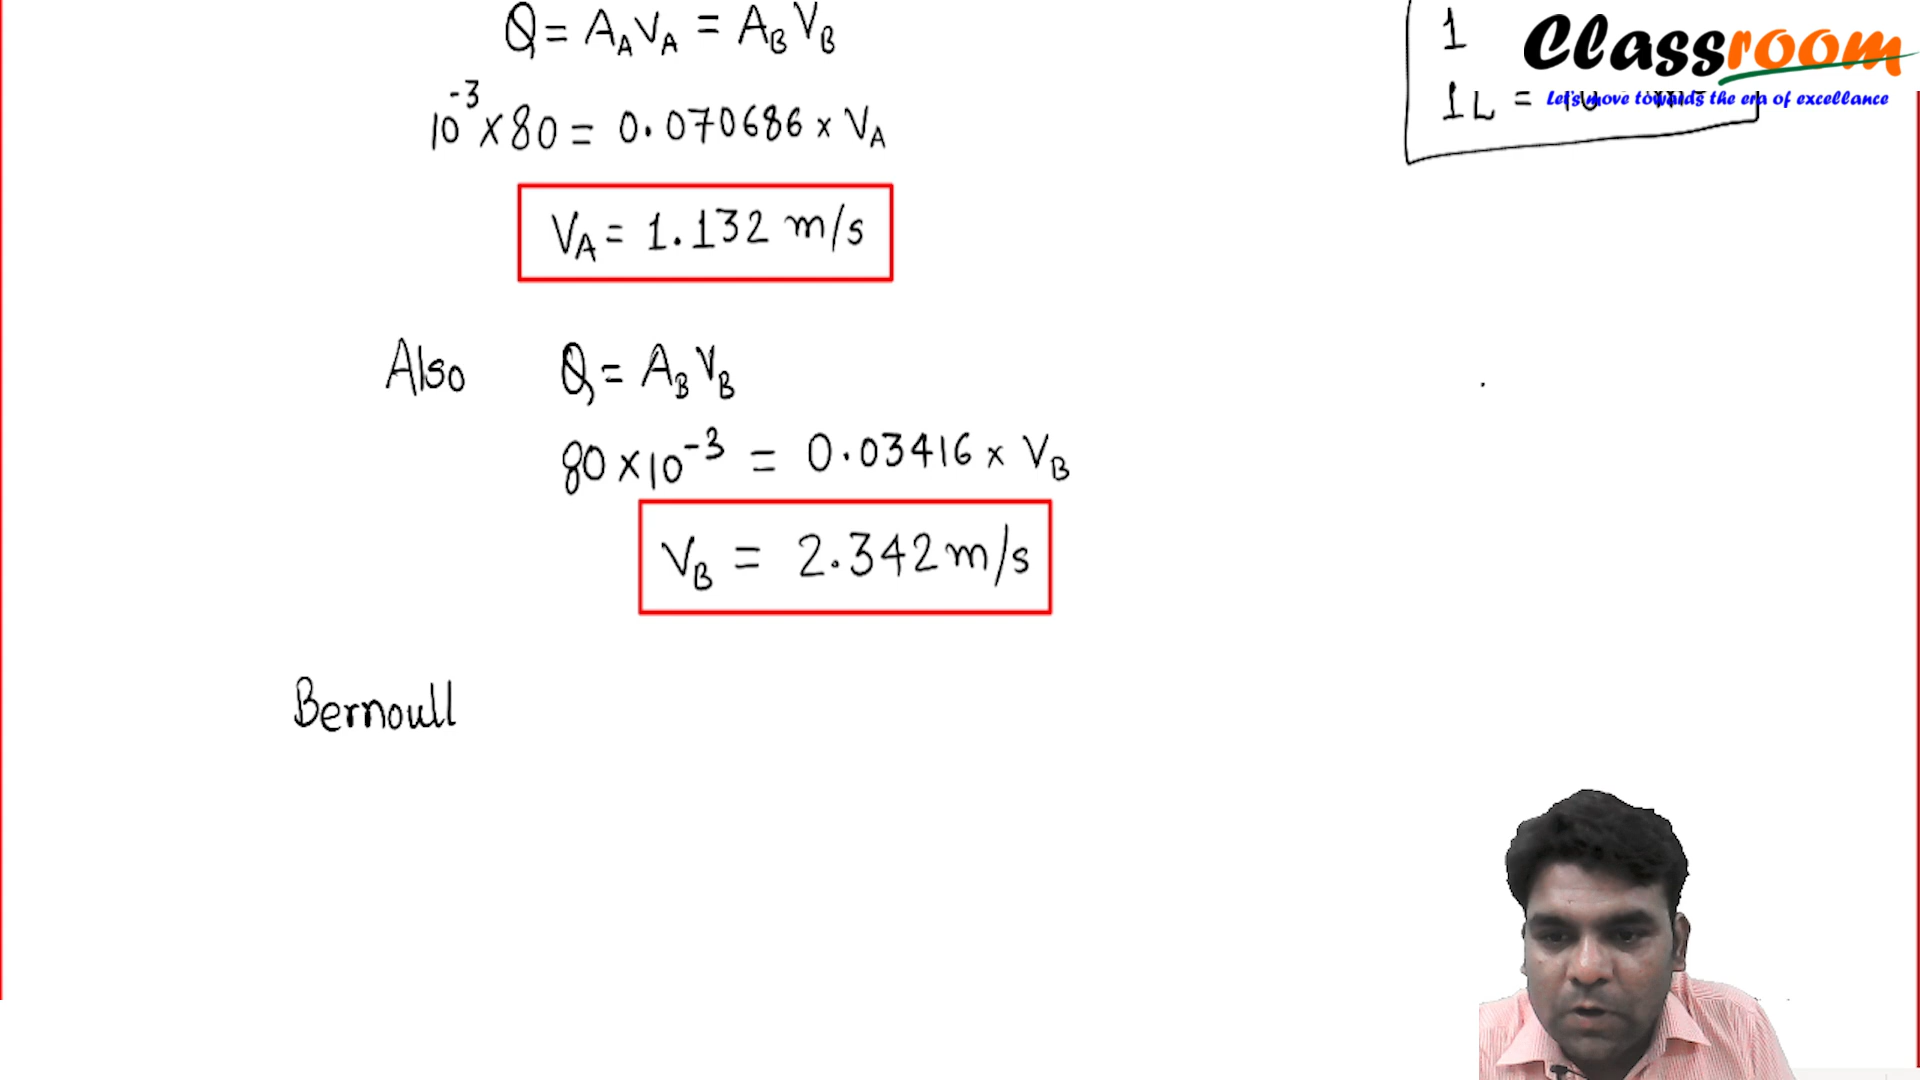 Q = A_A V_A = A_B V_B
10^-3 × 80 = 0.070686 × V_A
V_A = 1.132 m/s
Also Q = A_B V_B
80 × 10^-3 = 0.03416 × V_B
V_B = 2.342 m/s
Bernoull
1
1L =
Classroom
Let's move towards the era of excellance